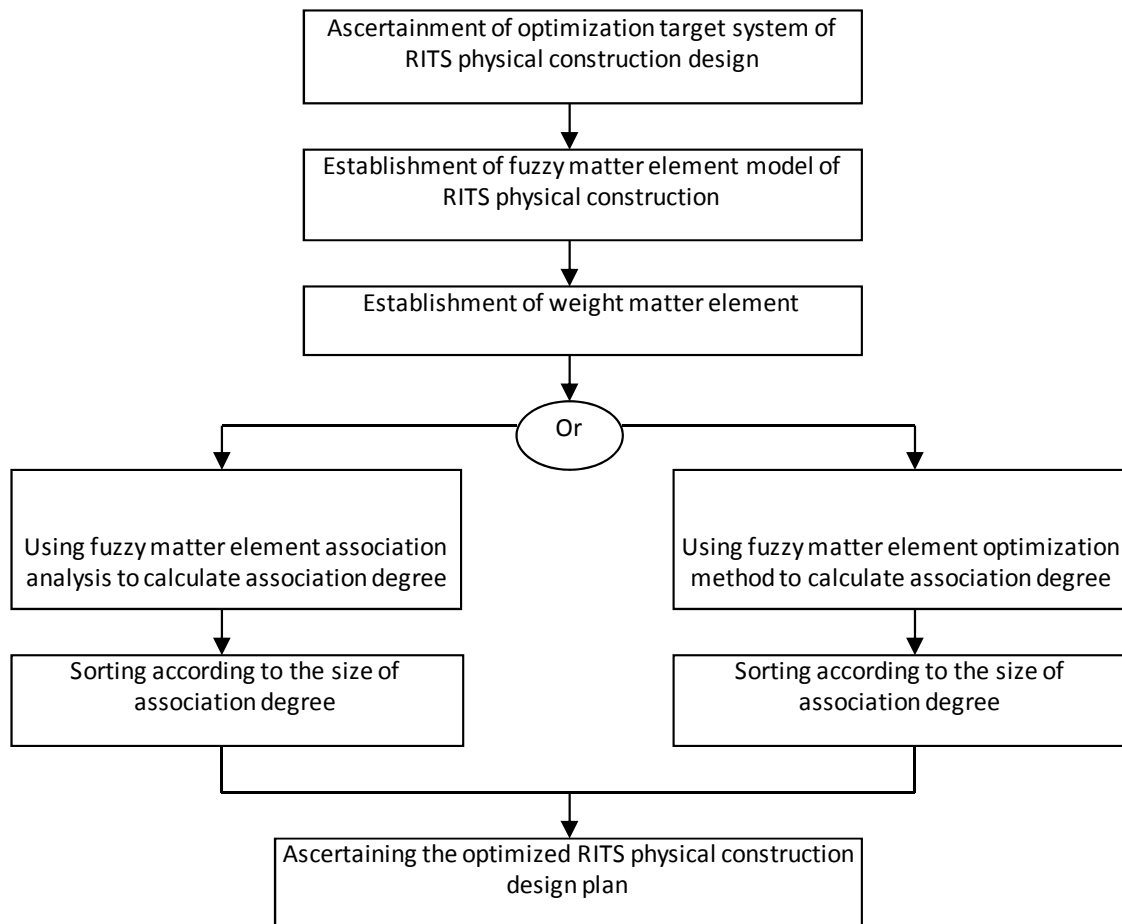 Ascertainment of optimization target system of
RITS physical construction design
Establishment of fuzzy matter element model of
RITS physical construction
Establishment of weight matter element
Or
Using fuzzy matter element association
analysis to calculate association degree
Using fuzzy matter element optimization
method to calculate association degree
Sorting according to the size of
association degree
Sorting according to the size of
association degree
Ascertaining the optimized RITS physical construction
design plan